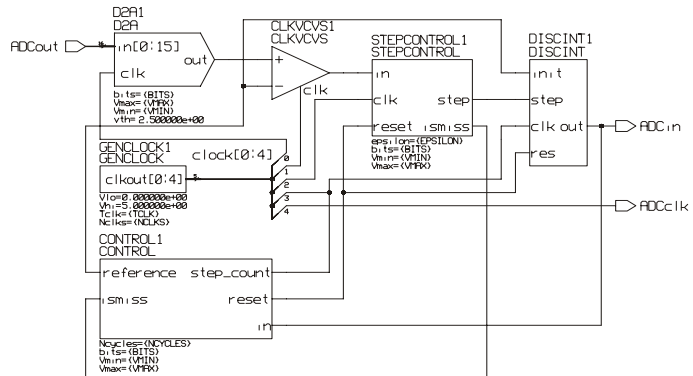 D2A1
D2A
ADCout
in[0:15]
out
clk
bits={BITS}
Vmax={VMAX}
Vmin={VMIN}
vth=2.500000e+00
CLKVCVS1
CLKVCVS
+
-
clk
STEPCONTROL1
STEPCONTROL
in
clk step
reset ismiss
epsilon={EPSILON}
bits={BITS}
Vmin={VMIN}
Vmax={VMAX}
DISCINT1
DISCINT
init
step
clk out
res
ADCin
ADCclk
GENCLOCK1
GENCLOCK
clkout[0:4]
Vlo=0.000000e+00
Vhi=5.000000e+00
Tclk={TCLK}
Nclks={NCLKS}
clock[0:4]
0
1
2
3
4
CONTROL1
CONTROL
reference step_count
ismiss reset
in
Ncycles={NCYCLES}
bits={BITS}
Vmin={VMIN}
Vmax={VMAX}